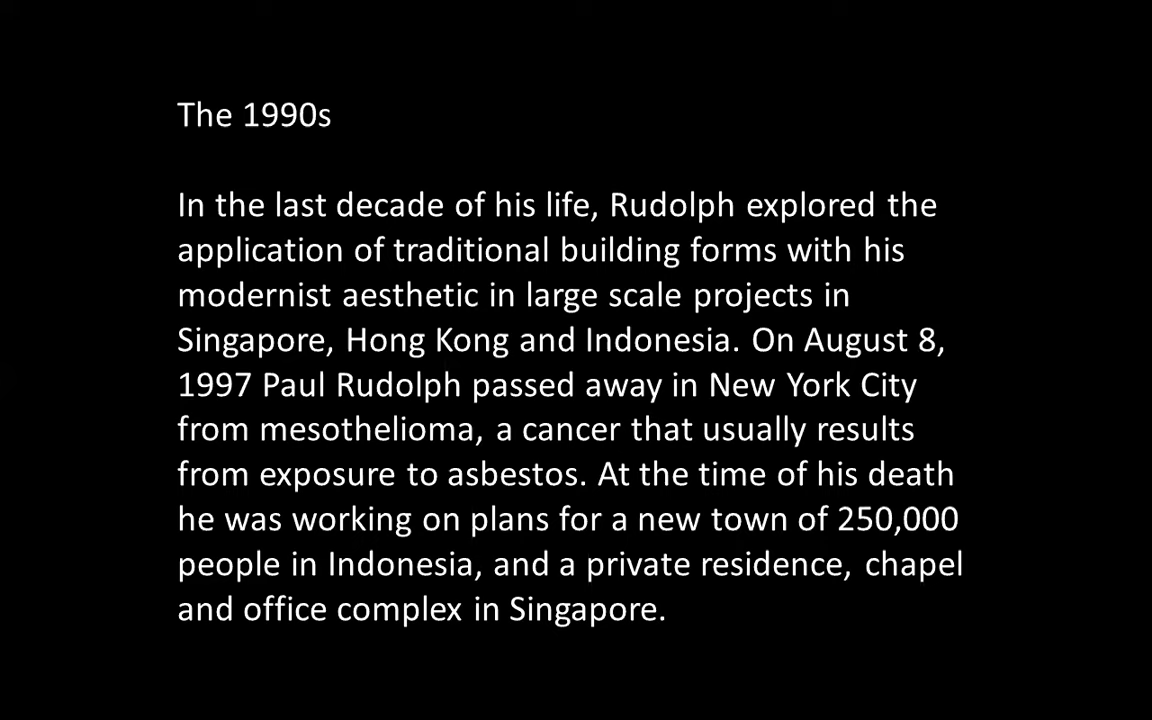 The 1990s
In the last decade of his life, Rudolph explored the
application of traditional building forms with his
modernist aesthetic in large scale projects in
Singapore, Hong Kong and Indonesia. On August 8,
1997 Paul Rudolph passed away in New York City
from mesothelioma, a cancer that usually results
from exposure to asbestos. At the time of his death
he was working on plans for a new town of 250,000
people in Indonesia, and a private residence, chapel
and office complex in Singapore.